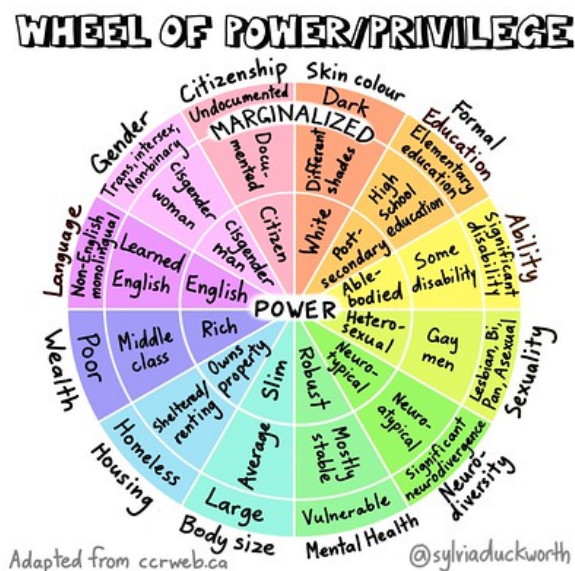 WHEEL OF POWER/PRIVILEGE
Citizenship
Undocumented
Docu-
mented
Citizen
Skin colour
Dark
Different
shades
White
Formal
Education
Elementary
education
High
school
education
Post-
secondary
Ability
Significant
disability
Some
disability
Able-
bodied
Sexuality
Lesbian, Bi,
Pan, Asexual
Gay
men
Hetero-
sexual
Neuro-
diversity
Significant
neurodivergence
Neuro-
atypical
Neuro-
typical
Mental Health
Vulnerable
Mostly
stable
Robust
Body size
Large
Average
Slim
Housing
Homeless
Sheltered/
renting
Owns
property
Wealth
Poor
Middle
class
Rich
Language
Non-English
monolingual
Learned
English
English
Gender
Trans, intersex,
Nonbinary
Cisgender
woman
Cisgender
man
MARGINALIZED
POWER
Adapted from ccrweb.ca
@sylviaduckworth